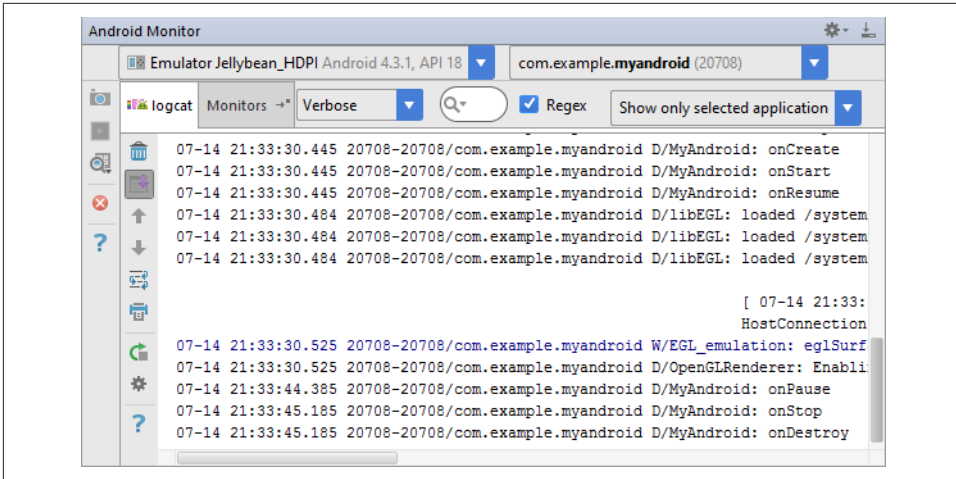 Android Monitor
Emulator Jellybean_HDPI Android 4.3.1, API 18 com.example.myandroid (20708)
logcat Monitors Verbose Regex Show only selected application
07-14 21:33:30.445 20708-20708/com.example.myandroid D/MyAndroid: onCreate
07-14 21:33:30.445 20708-20708/com.example.myandroid D/MyAndroid: onStart
07-14 21:33:30.445 20708-20708/com.example.myandroid D/MyAndroid: onResume
07-14 21:33:30.484 20708-20708/com.example.myandroid D/libEGL: loaded /system
07-14 21:33:30.484 20708-20708/com.example.myandroid D/libEGL: loaded /system
07-14 21:33:30.484 20708-20708/com.example.myandroid D/libEGL: loaded /system
[ 07-14 21:33:
HostConnection
07-14 21:33:30.525 20708-20708/com.example.myandroid W/EGL_emulation: eglSurf
07-14 21:33:30.525 20708-20708/com.example.myandroid D/OpenGLRenderer: Enabli
07-14 21:33:44.385 20708-20708/com.example.myandroid D/MyAndroid: onPause
07-14 21:33:45.185 20708-20708/com.example.myandroid D/MyAndroid: onStop
07-14 21:33:45.185 20708-20708/com.example.myandroid D/MyAndroid: onDestroy